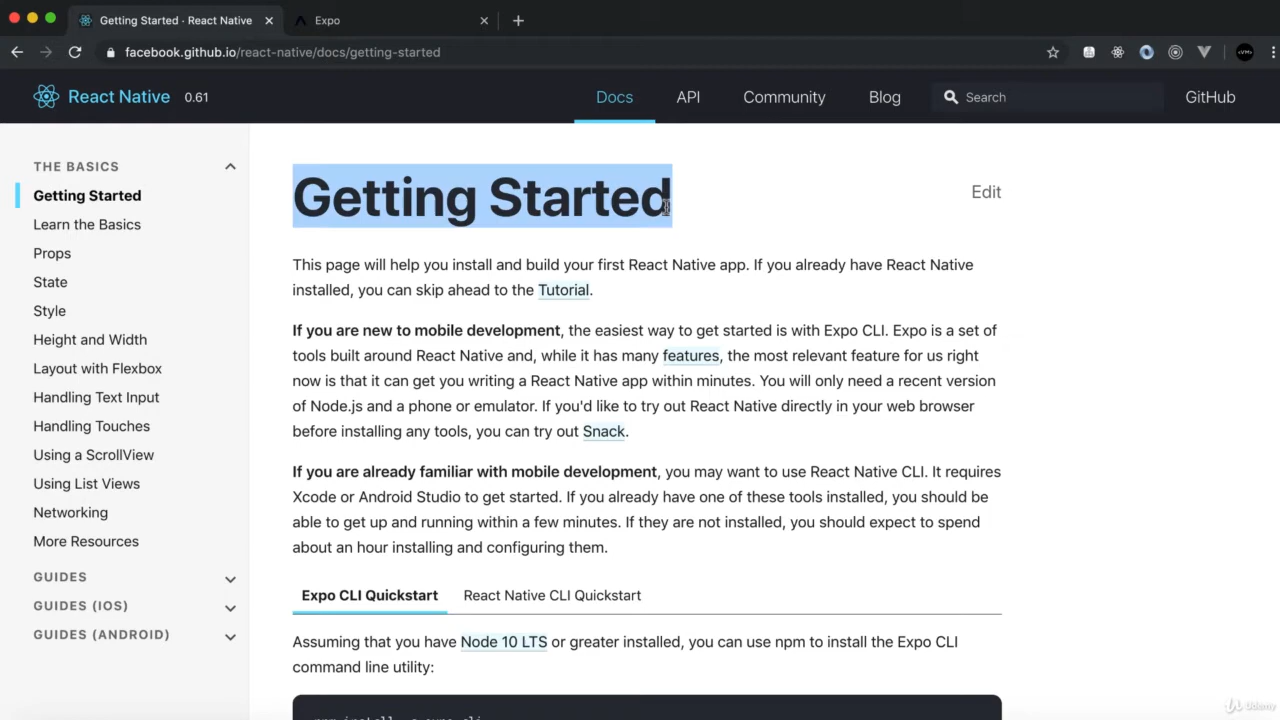 Getting Started · React Native
Expo
facebook.github.io/react-native/docs/getting-started
React Native 0.61
Docs
API
Community
Blog
Search
GitHub
THE BASICS
Getting Started
Learn the Basics
Props
State
Style
Height and Width
Layout with Flexbox
Handling Text Input
Handling Touches
Using a ScrollView
Using List Views
Networking
More Resources
GUIDES
GUIDES (IOS)
GUIDES (ANDROID)
Getting Started
Edit
This page will help you install and build your first React Native app. If you already have React Native
installed, you can skip ahead to the Tutorial.
If you are new to mobile development, the easiest way to get started is with Expo CLI. Expo is a set of
tools built around React Native and, while it has many features, the most relevant feature for us right
now is that it can get you writing a React Native app within minutes. You will only need a recent version
of Node.js and a phone or emulator. If you'd like to try out React Native directly in your web browser
before installing any tools, you can try out Snack.
If you are already familiar with mobile development, you may want to use React Native CLI. It requires
Xcode or Android Studio to get started. If you already have one of these tools installed, you should be
able to get up and running within a few minutes. If they are not installed, you should expect to spend
about an hour installing and configuring them.
Expo CLI Quickstart
React Native CLI Quickstart
Assuming that you have Node 10 LTS or greater installed, you can use npm to install the Expo CLI
command line utility:
Udemy